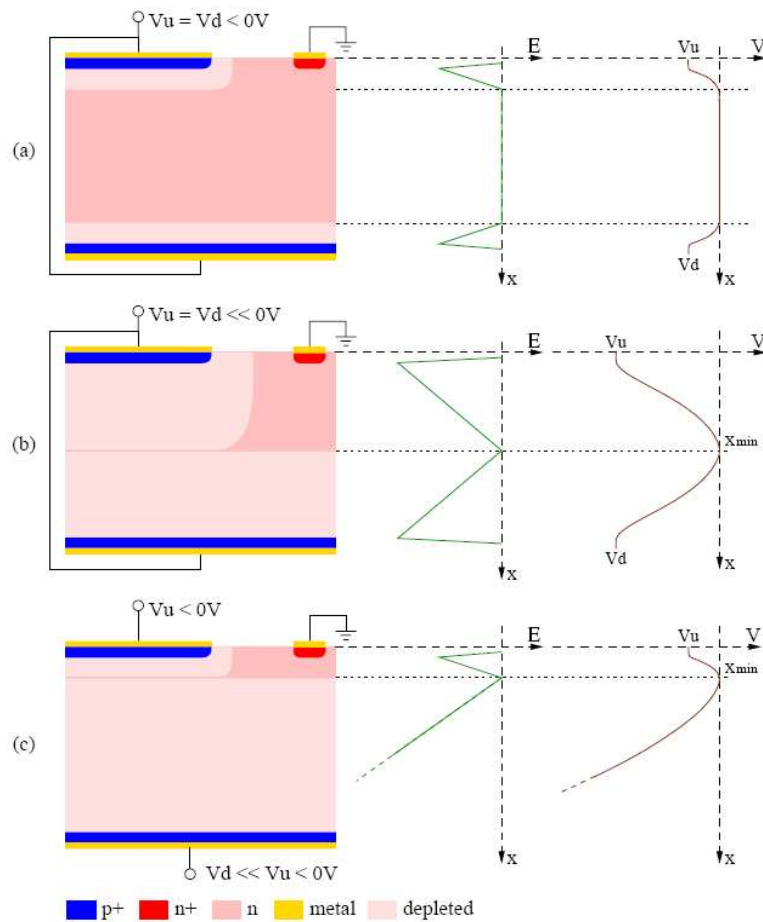 Vu = Vd < 0V
E
Vu
V
(a)
Vd
x
x
Vu = Vd << 0V
E
Vu
V
(b)
xmin
Vd
x
x
Vu < 0V
E
Vu
V
xmin
(c)
x
x
Vd << Vu < 0V
p+ n+ n metal depleted